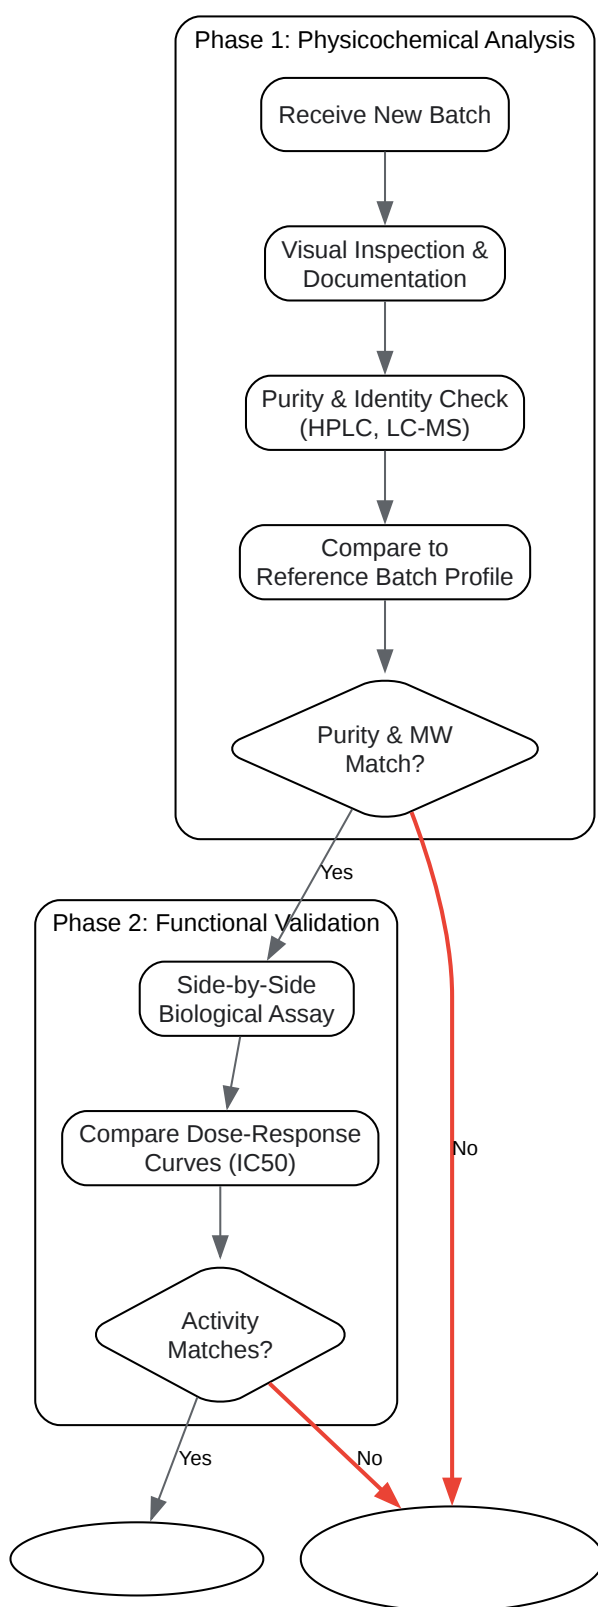 Phase 1: Physicochemical Analysis
Receive New Batch
Visual Inspection &
Documentation
Purity & Identity Check
(HPLC, LC-MS)
Compare to
Reference Batch Profile
Purity & MW
Match?
Yes
Phase 2: Functional Validation
Side-by-Side
Biological Assay
Compare Dose-Response
Curves (IC50)
No
Activity
Matches?
Yes
No